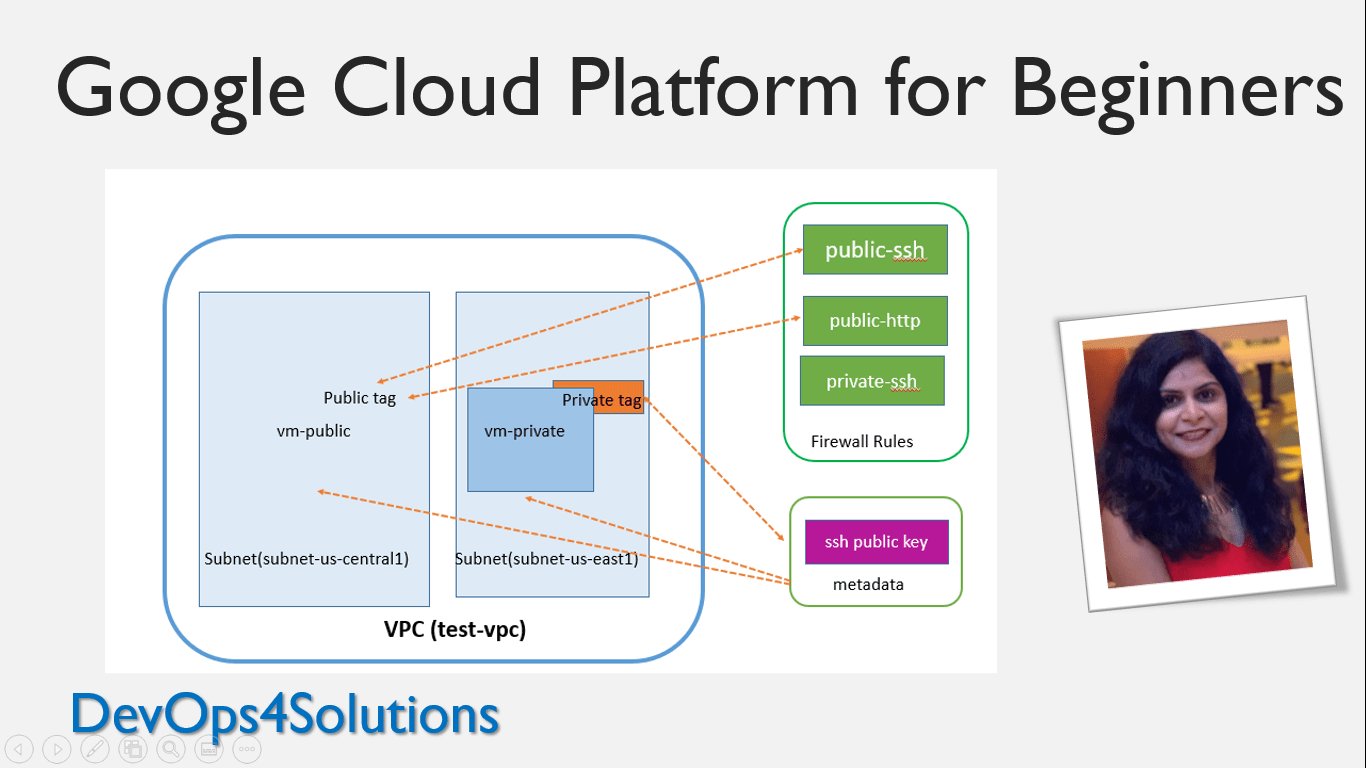 Google Cloud Platform for Beginners
public-ssh
public-http
private-ssh
Firewall Rules
Public tag
vm-public
Private tag
vm-private
Subnet(subnet-us-central1)
Subnet(subnet-us-east1)
ssh public key
metadata
VPC (test-vpc)
DevOps4Solutions